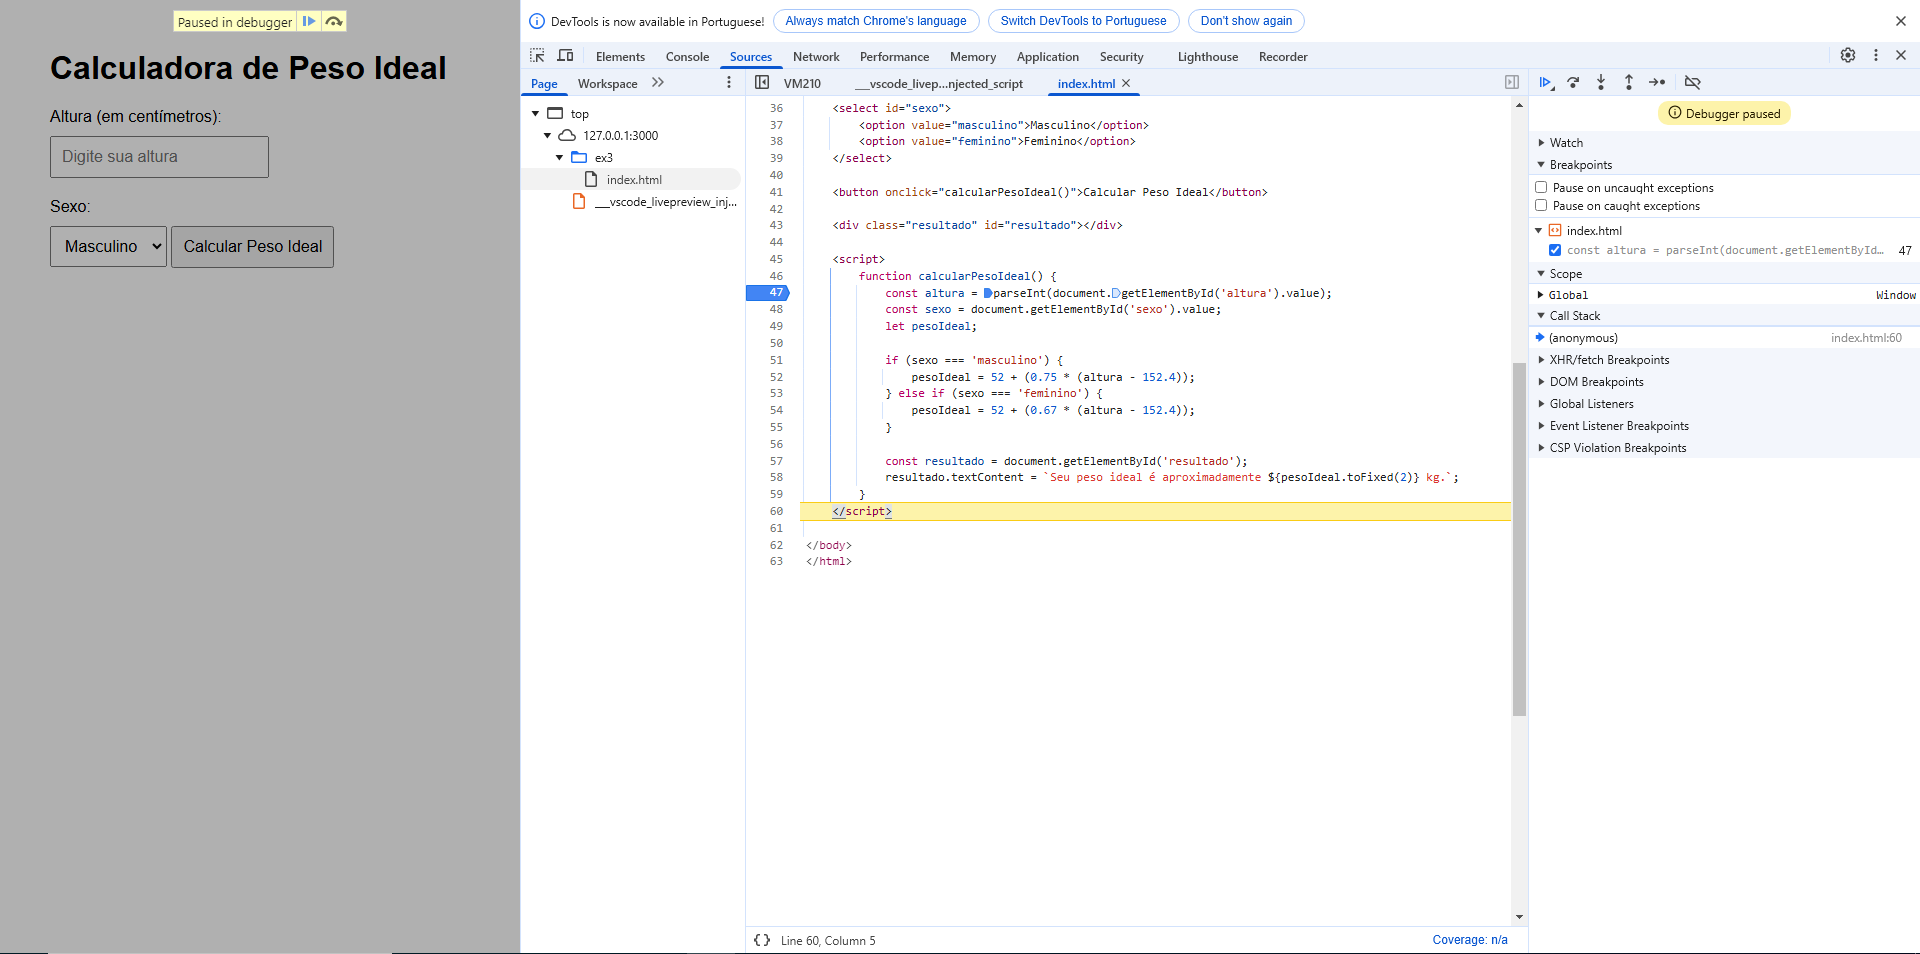 Paused in debugger
Calculadora de Peso Ideal
Altura (em centímetros):
Digite sua altura
Sexo:
Masculino
Calcular Peso Ideal
DevTools is now available in Portuguese!
Always match Chrome's language
Switch DevTools to Portuguese
Don't show again
Elements
Console
Sources
Network
Performance
Memory
Application
Security
Lighthouse
Recorder
Page
Workspace
VM210
__vscode_livep...njected_script
index.html
top
127.0.0.1:3000
ex3
index.html
__vscode_livepreview_inj...
36 <select id="sexo">
37 <option value="masculino">Masculino</option>
38 <option value="feminino">Feminino</option>
39 </select>
40
41 <button onclick="calcularPesoIdeal()">Calcular Peso Ideal</button>
42
43 <div class="resultado" id="resultado"></div>
44
45 <script>
46 function calcularPesoIdeal() {
47 const altura = parseInt(document.getElementById('altura').value);
48 const sexo = document.getElementById('sexo').value;
49 let pesoIdeal;
50
51 if (sexo === 'masculino') {
52 pesoIdeal = 52 + (0.75 * (altura - 152.4));
53 } else if (sexo === 'feminino') {
54 pesoIdeal = 52 + (0.67 * (altura - 152.4));
55 }
56
57 const resultado = document.getElementById('resultado');
58 resultado.textContent = `Seu peso ideal é aproximadamente ${pesoIdeal.toFixed(2)} kg.`;
59 }
60 </script>
61
62 </body>
63 </html>
Line 60, Column 5
Coverage: n/a
Debugger paused
Watch
Breakpoints
Pause on uncaught exceptions
Pause on caught exceptions
index.html
const altura = parseInt(document.getElementById… 47
Scope
Global Window
Call Stack
(anonymous) index.html:60
XHR/fetch Breakpoints
DOM Breakpoints
Global Listeners
Event Listener Breakpoints
CSP Violation Breakpoints